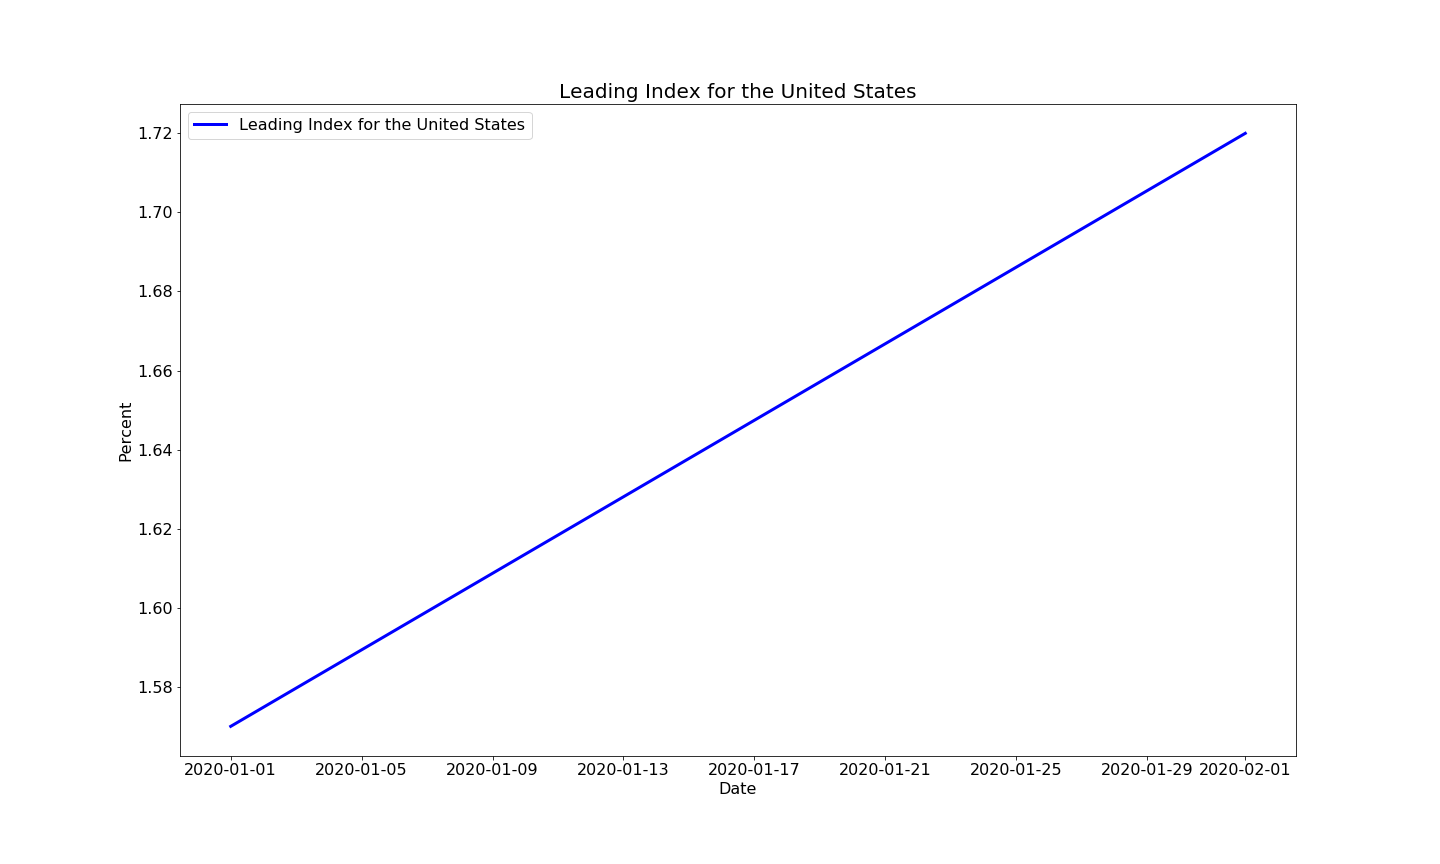 Leading Index for the United States
Leading Index for the United States
1.72
1.70
1.68
1.66
1.64
1.62
1.60
1.58
Percent
2020-01-01 2020-01-05 2020-01-09 2020-01-13 2020-01-17 2020-01-21 2020-01-25 2020-01-29 2020-02-01
Date